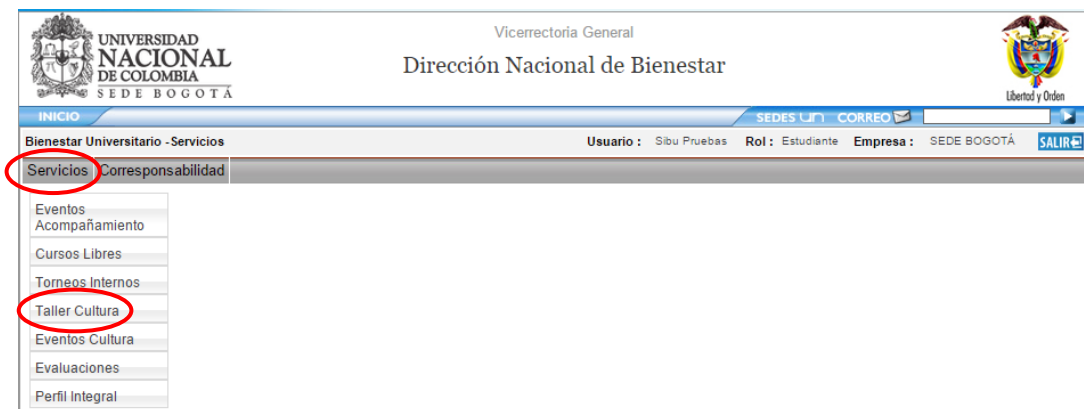 UNIVERSIDAD
NACIONAL
DE COLOMBIA
SEDE BOGOTÁ
Vicerrectoria General
Dirección Nacional de Bienestar
Libertad y Orden
INICIO
SEDES UN CORREO
Bienestar Universitario -Servicios
Usuario : Sibu Pruebas Rol : Estudiante Empresa : SEDE BOGOTÁ SALIR
Servicios Corresponsabilidad
Eventos
Acompañamiento
Cursos Libres
Torneos Internos
Taller Cultura
Eventos Cultura
Evaluaciones
Perfil Integral